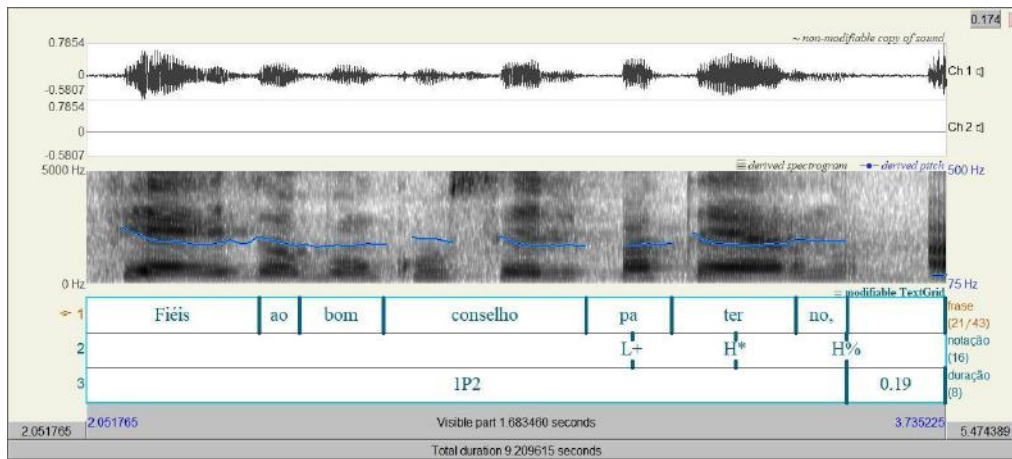 0.174
~ non-modifiable copy of sound
0.7854
0
-0.5807
Ch 1
0.7854
0
-0.5807
Ch 2
derived spectrogram
derived pitch
5000 Hz
500 Hz
0 Hz
75 Hz
modifiable TextGrid
1 Fiéis ao bom conselho pa ter no, frase (21/43)
2 L+ H* H% notação (16)
3 1P2 0.19 duração (8)
2.051765 Visible part 1.683460 seconds 3.735225
2.051765 5.474389
Total duration 9.209615 seconds